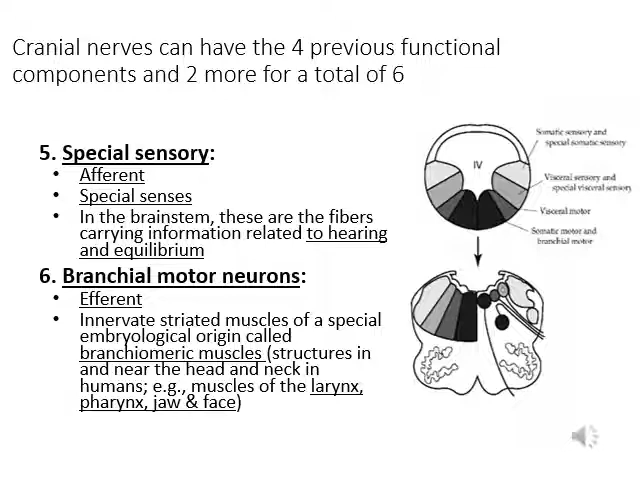 Cranial nerves can have the 4 previous functional
components and 2 more for a total of 6
5. Special sensory:
• Afferent
• Special senses
• In the brainstem, these are the fibers
carrying information related to hearing
and equilibrium
6. Branchial motor neurons:
• Efferent
• Innervate striated muscles of a special
embryological origin called
branchiomeric muscles (structures in
and near the head and neck in
humans; e.g., muscles of the larynx,
pharynx, jaw & face)
Somatic sensory and
special somatic sensory
IV
Visceral sensory and
special visceral sensory
Visceral motor
Somatic motor and
branchial motor